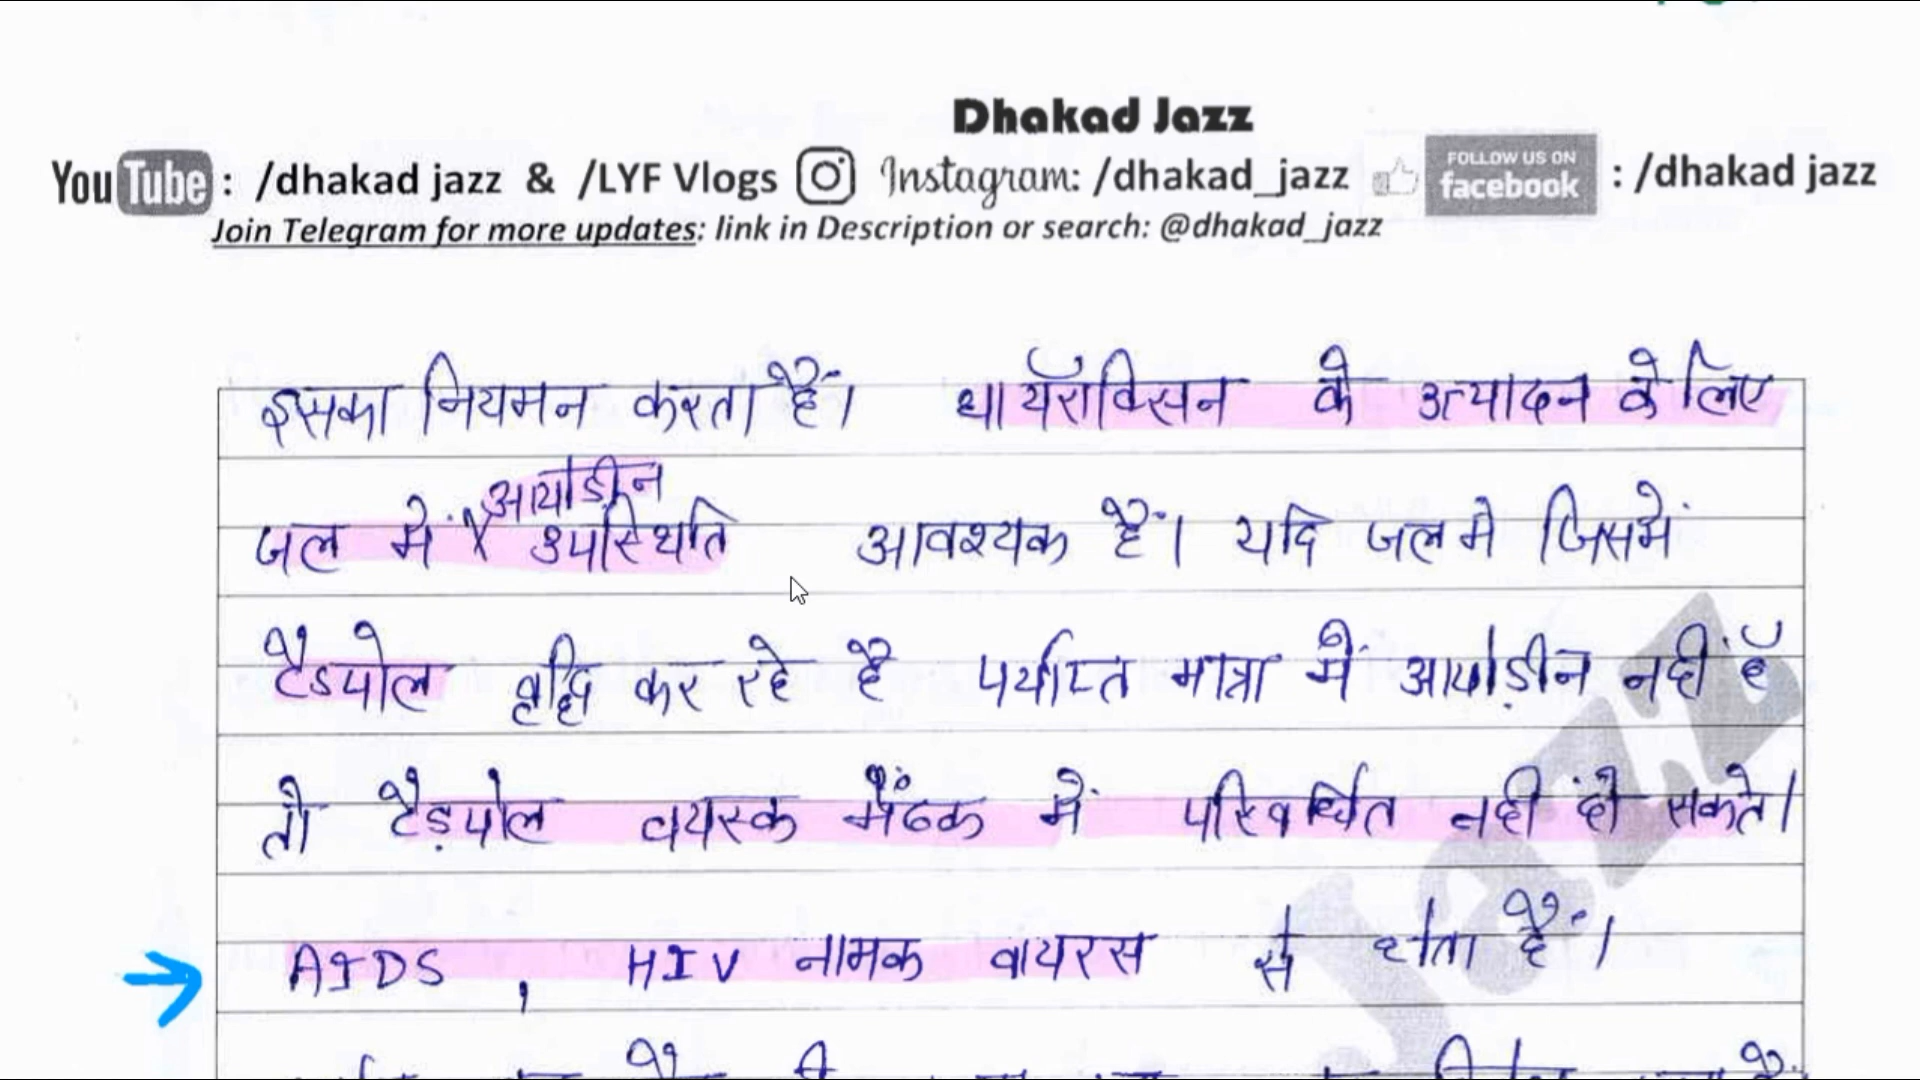 Dhakad Jazz
YouTube : /dhakad jazz & /LYF Vlogs Instagram: /dhakad_jazz FOLLOW US ON facebook : /dhakad jazz
Join Telegram for more updates: link in Description or search: @dhakad_jazz
इसका नियमन करता है। थायरॉक्सिन के उत्पादन के लिए
आयोडीन
जल में X उपस्थिति आवश्यक है। यदि जल मे जिसमें
टैडपोल वृद्धि कर रहे है पर्याप्त मात्रा में आयोडीन नहीं हैं
तो टैड़पोल वयस्क मैंढक में परिवर्धित नही हो सकते।
→ AIDS , HIV नामक वायरस से होता है।
Jazz